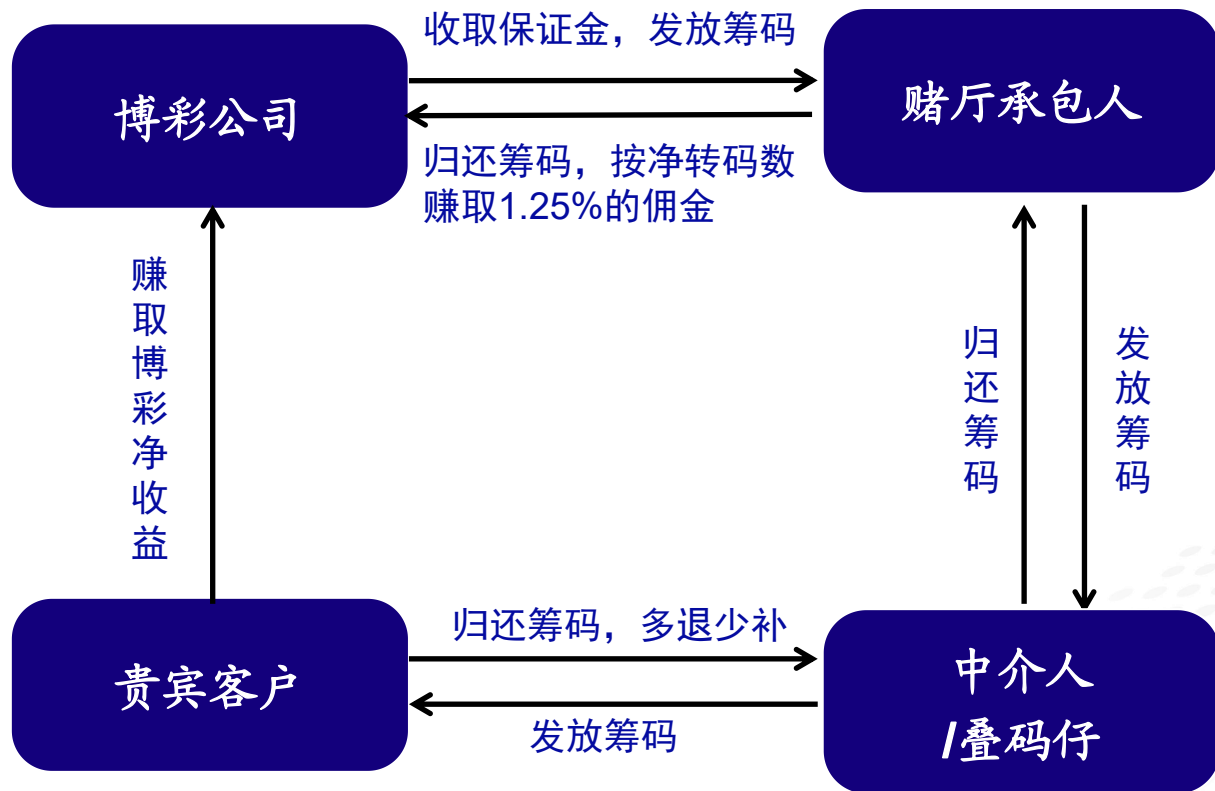 收取保证金，发放筹码
博彩公司
赌厅承包人
归还筹码，按净转码数
赚取1.25%的佣金
赚取博彩净收益
归还筹码
发放筹码
归还筹码，多退少补
贵宾客户
中介人
/叠码仔
发放筹码